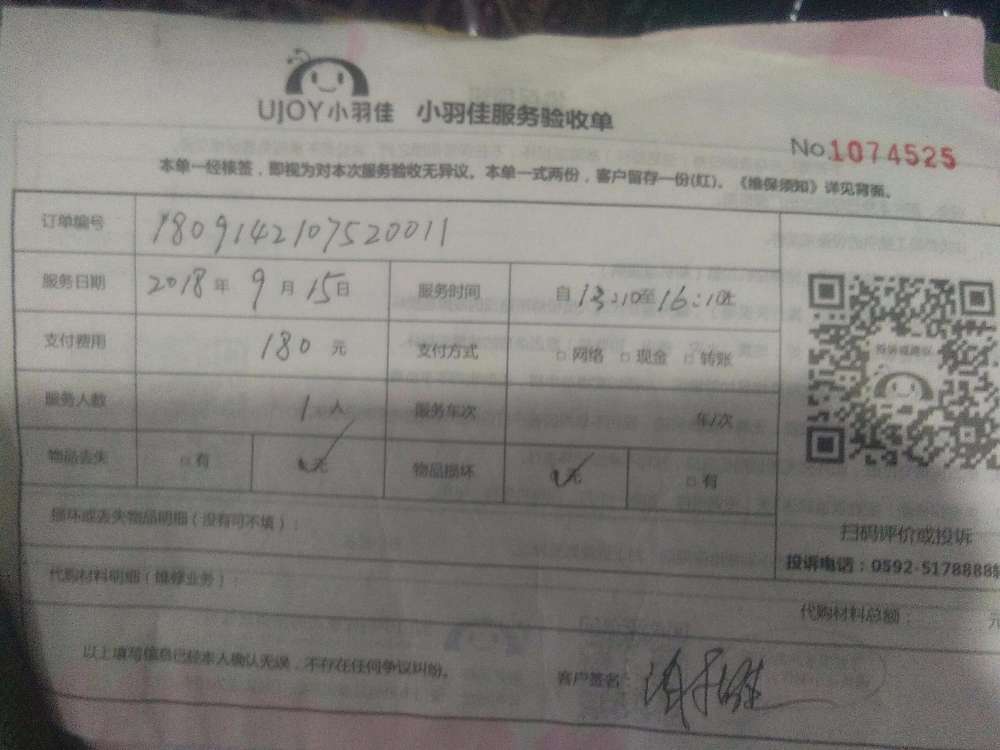 UJOY小羽佳 小羽佳服务验收单
No.1074525
本单一经核签，即视为对本次服务验收无异议。本单一式两份，客户留存一份(红)。《维保须知》详见背面。
订单编号 1809142107520011
服务日期 2018年9月15日 服务时间 自13:10至16:10止
支付费用 180元 支付方式 □网络 □现金 □转账
服务人数 1人 服务车次 车/次
物品丢失 □有 ☑无 物品损坏 ☑无 □有
投诉或建议
损坏或丢失物品明细（没有可不填）：
扫码评价或投诉
投诉电话：0592-5178888
代购材料明细（维修业务）：
代购材料总额： 元
以上填写信息已经本人确认无误，不存在任何争议纠纷。
客户签名